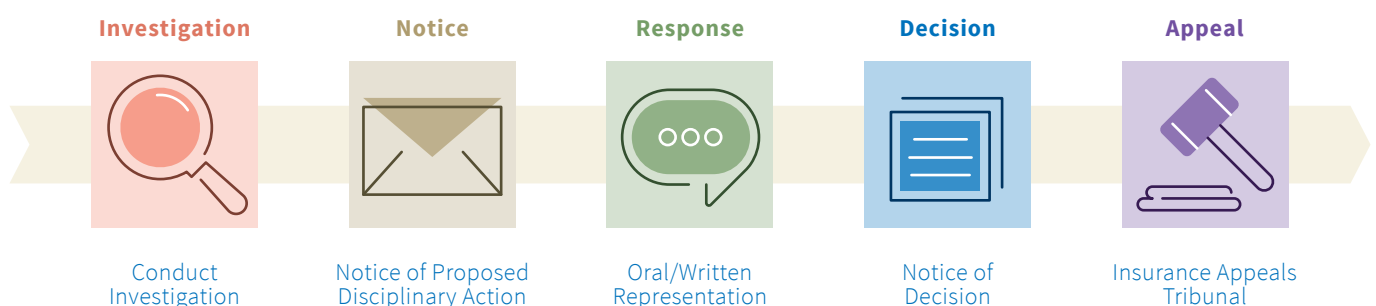 Investigation
Notice
Response
Decision
Appeal
Conduct
Investigation
Notice of Proposed
Disciplinary Action
Oral/Written
Representation
Notice of
Decision
Insurance Appeals
Tribunal